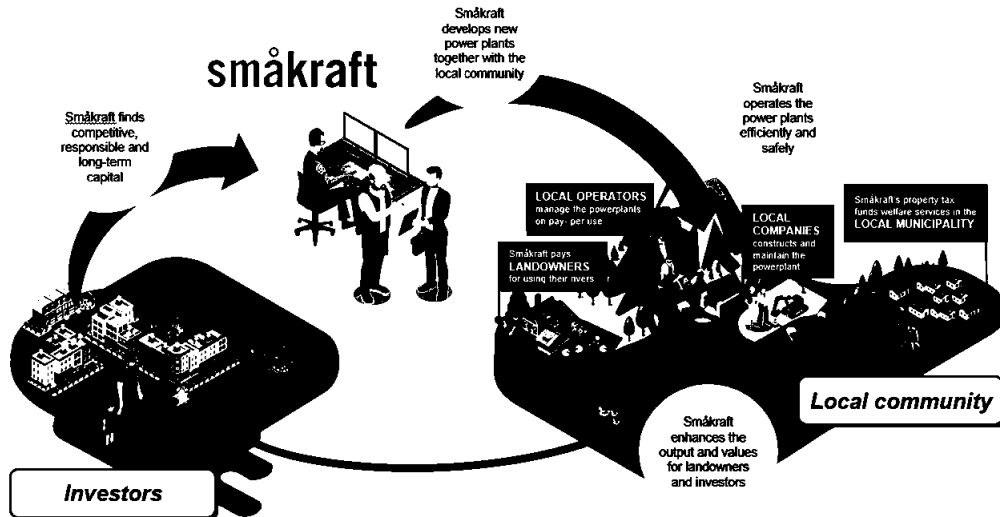 småkraft
Småkraft finds
competitive,
responsible and
long-term
capital
Småkraft
develops new
power plants
together with the
local community
Småkraft
operates the
power plants
efficiently and
safely
LOCAL OPERATORS
manage the powerplants
on pay- per use
Småkraft pays
LANDOWNERS
for using their rivers
LOCAL
COMPANIES
constructs and
maintain the
powerplant
Småkraft's property tax
funds welfare services in the
LOCAL MUNICIPALITY
Småkraft
enhances the
output and values
for landowners
and investors
Investors
Local community